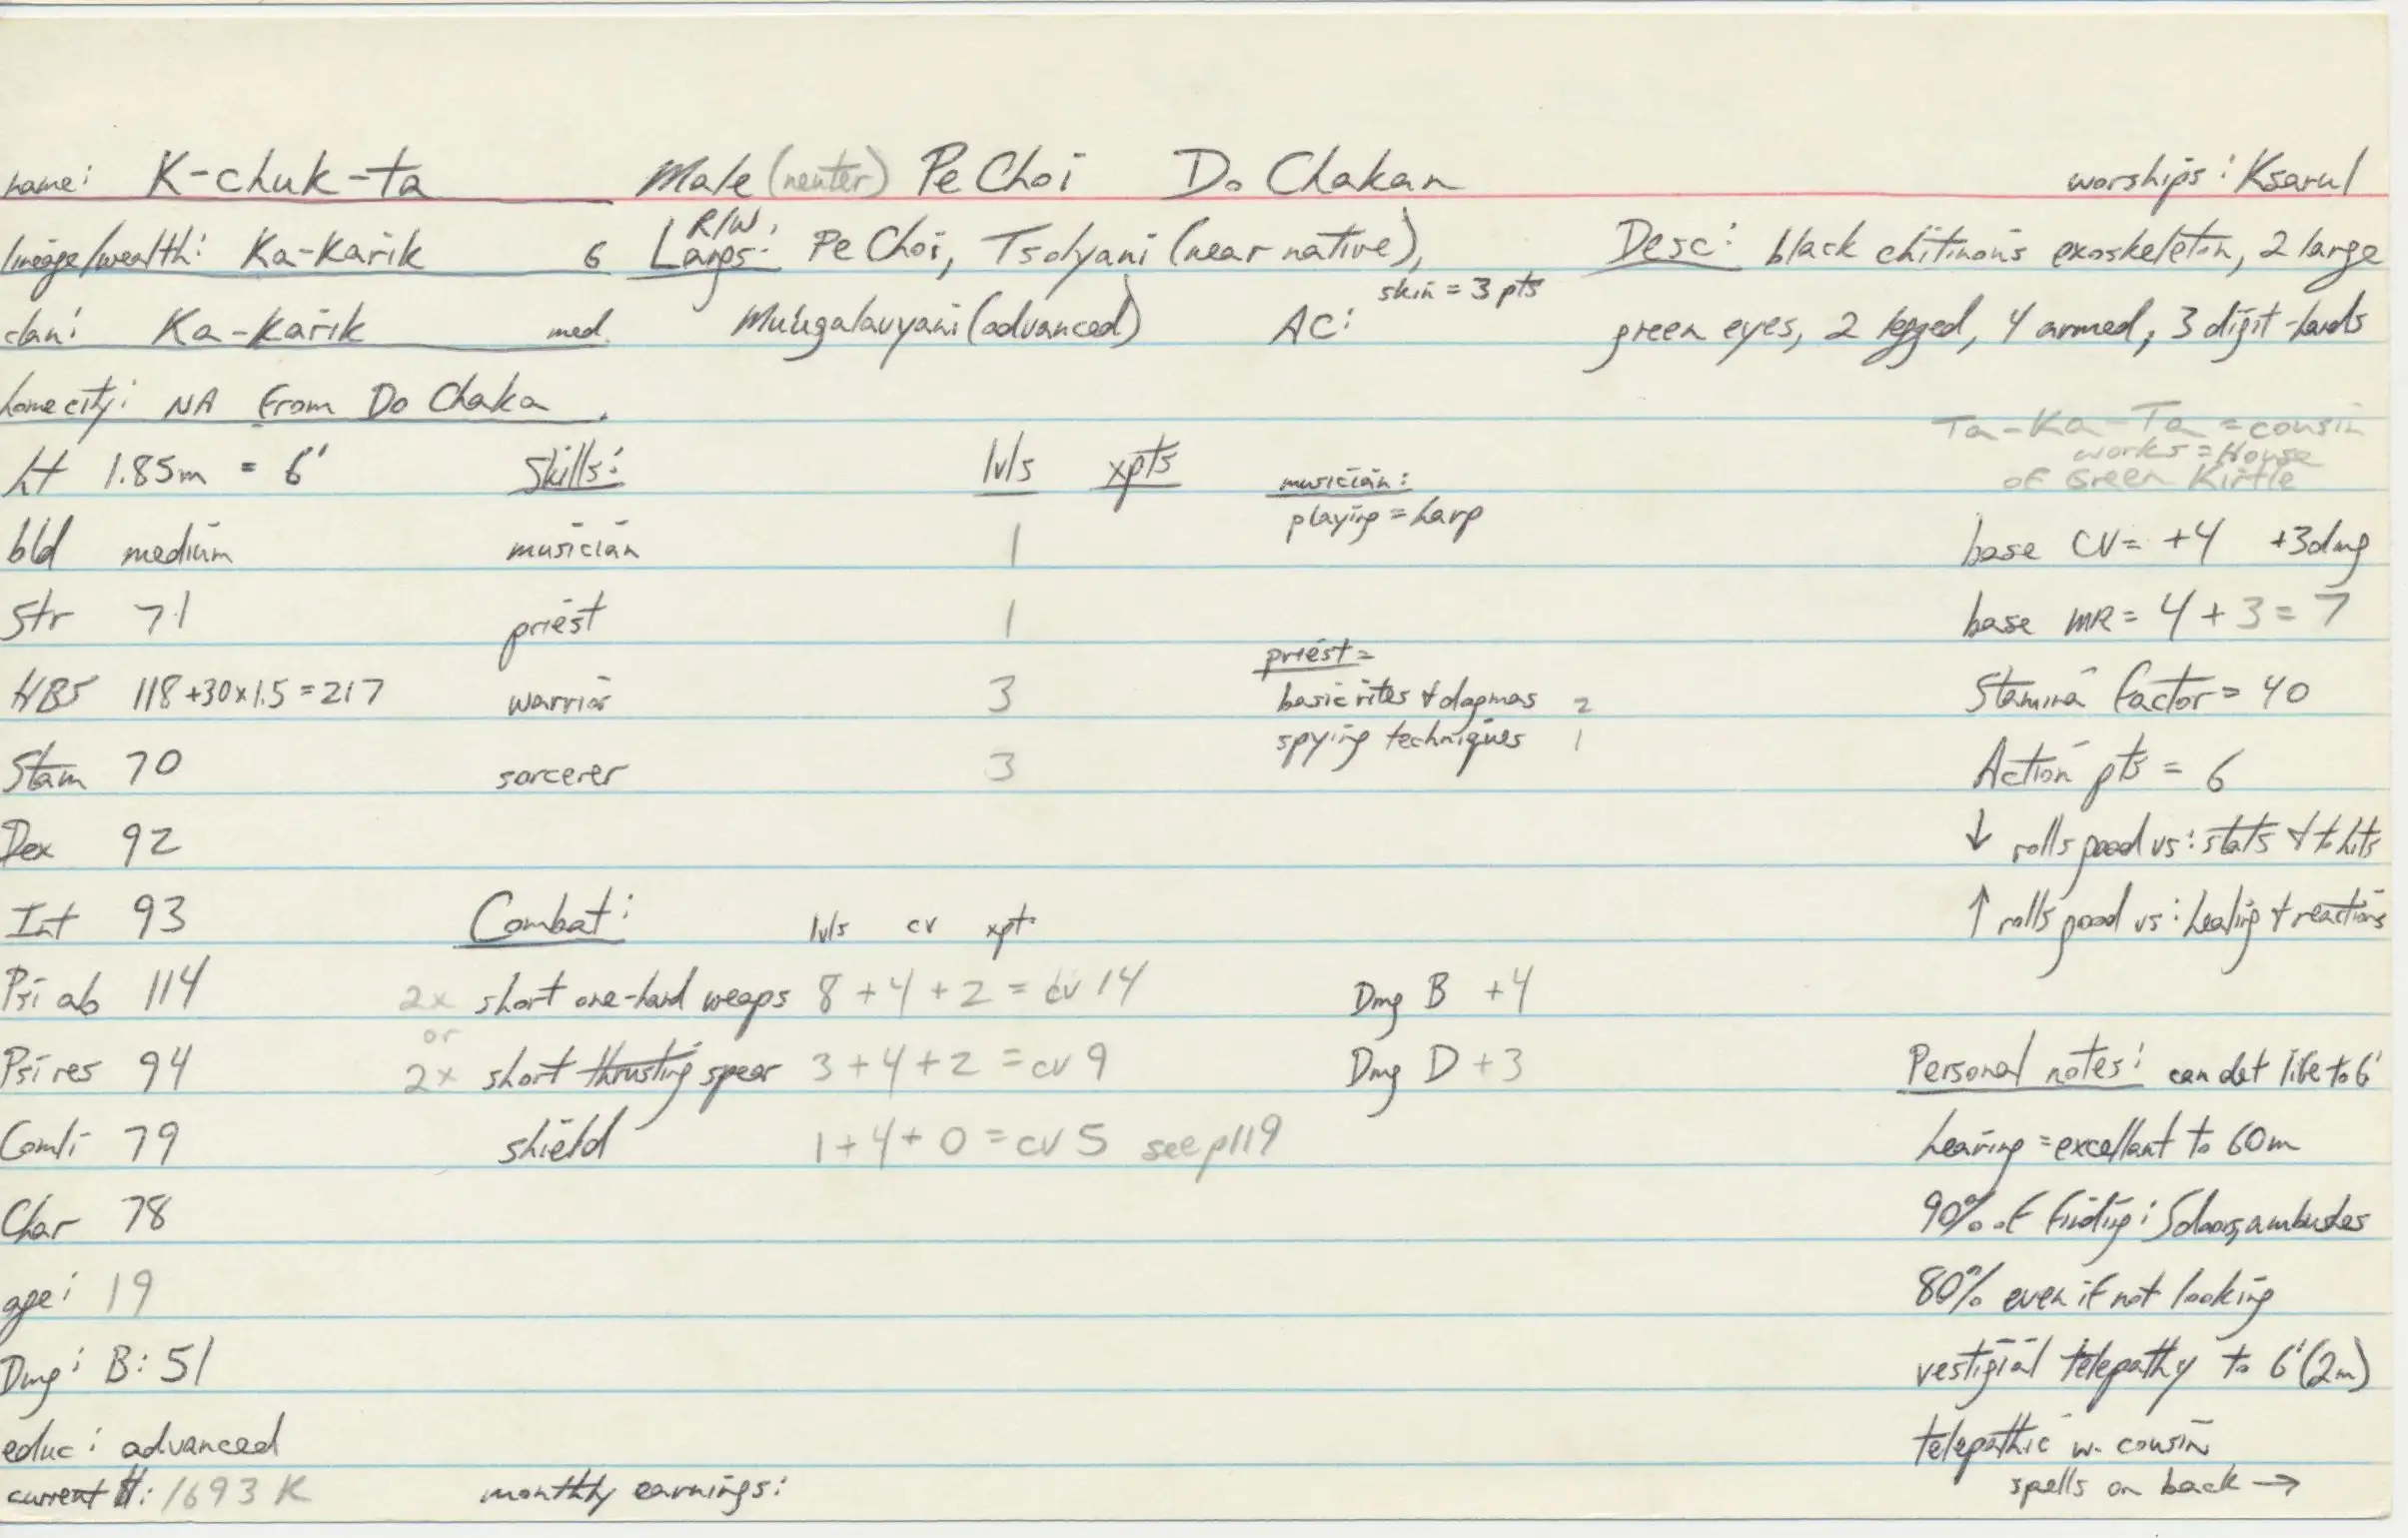 name: K-chuk-ta Male (neuter) Pe Choi Do Chakan worships: Ksarul
lineage/wealth: Ka-Karik 6 R/W, Langs: Pe Choi, Tsolyani (near native), Desc: black chitinous exoskeleton, 2 large
skin = 3 pts
clan: Ka-Karik med. Mu'ugalavyani (advanced) AC: green eyes, 2 legged, 4 armed, 3 digit-hands
home city: NA From Do Chaka.
Ta-Ka-Ta = cousin
works = House
of Green Kirtle
ht 1.85m = 6' Skills: lvls xpts musician:
playing = harp
bld medium musician 1 base CV= +4 +3dmg
Str 71 priest 1 base MR= 4 + 3 = 7
priest =
HBS 118+30x1.5=217 warrior 3 basic rites & dogmas 2 Stamina factor= 40
spying techniques 1
Stam 70 sorcerer 3 Action pts = 6
Dex 92 ↓ rolls good vs: stats & to hits
Int 93 Combat: lvls cv xpt ↑ rolls good vs: healing & reactions
Psi ab 114 2x short one-hand weaps 8 + 4 + 2 = cv 14 Dmg B +4
or
Psi res 94 2x short thrusting spear 3 + 4 + 2 = cv 9 Dmg D +3 Personal notes: can det life to 6'
Comli 79 shield 1 + 4 + 0 = cv 5 see p119 hearing = excellent to 60m
Char 78 90% of finding: Sdoors, ambushes
age: 19 80% even if not looking
Dmg: B: 51 vestigial telepathy to 6' (2m)
educ: advanced telepathic w. cousin
current $: 1693 K monthly earnings: spells on back →